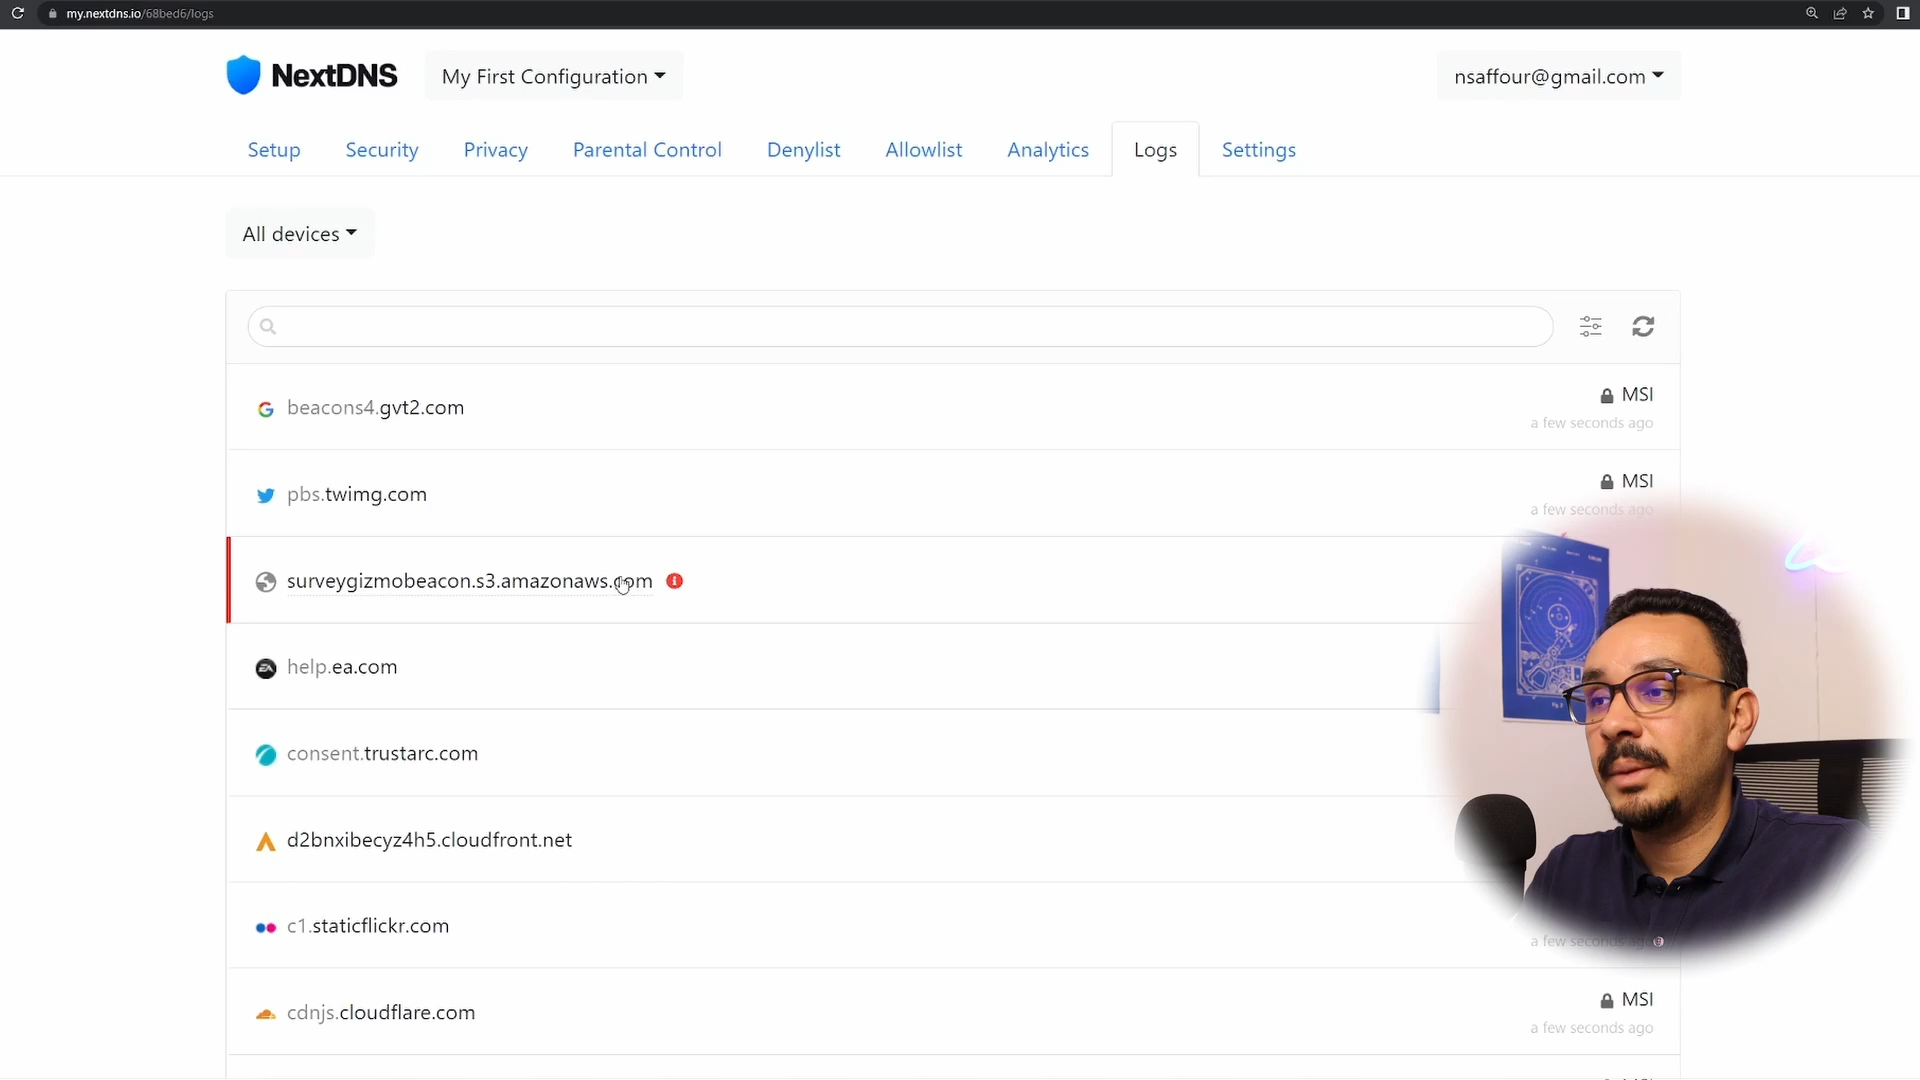 my.nextdns.io/68bed6/logs
NextDNS
My First Configuration
nsaffour@gmail.com
Setup
Security
Privacy
Parental Control
Denylist
Allowlist
Analytics
Logs
Settings
All devices
beacons4.gvt2.com
MSI
a few seconds ago
pbs.twimg.com
MSI
a few seconds ago
surveygizmobeacon.s3.amazonaws.com
help.ea.com
consent.trustarc.com
d2bnxibecyz4h5.cloudfront.net
c1.staticflickr.com
a few seconds ago
cdnjs.cloudflare.com
MSI
a few seconds ago